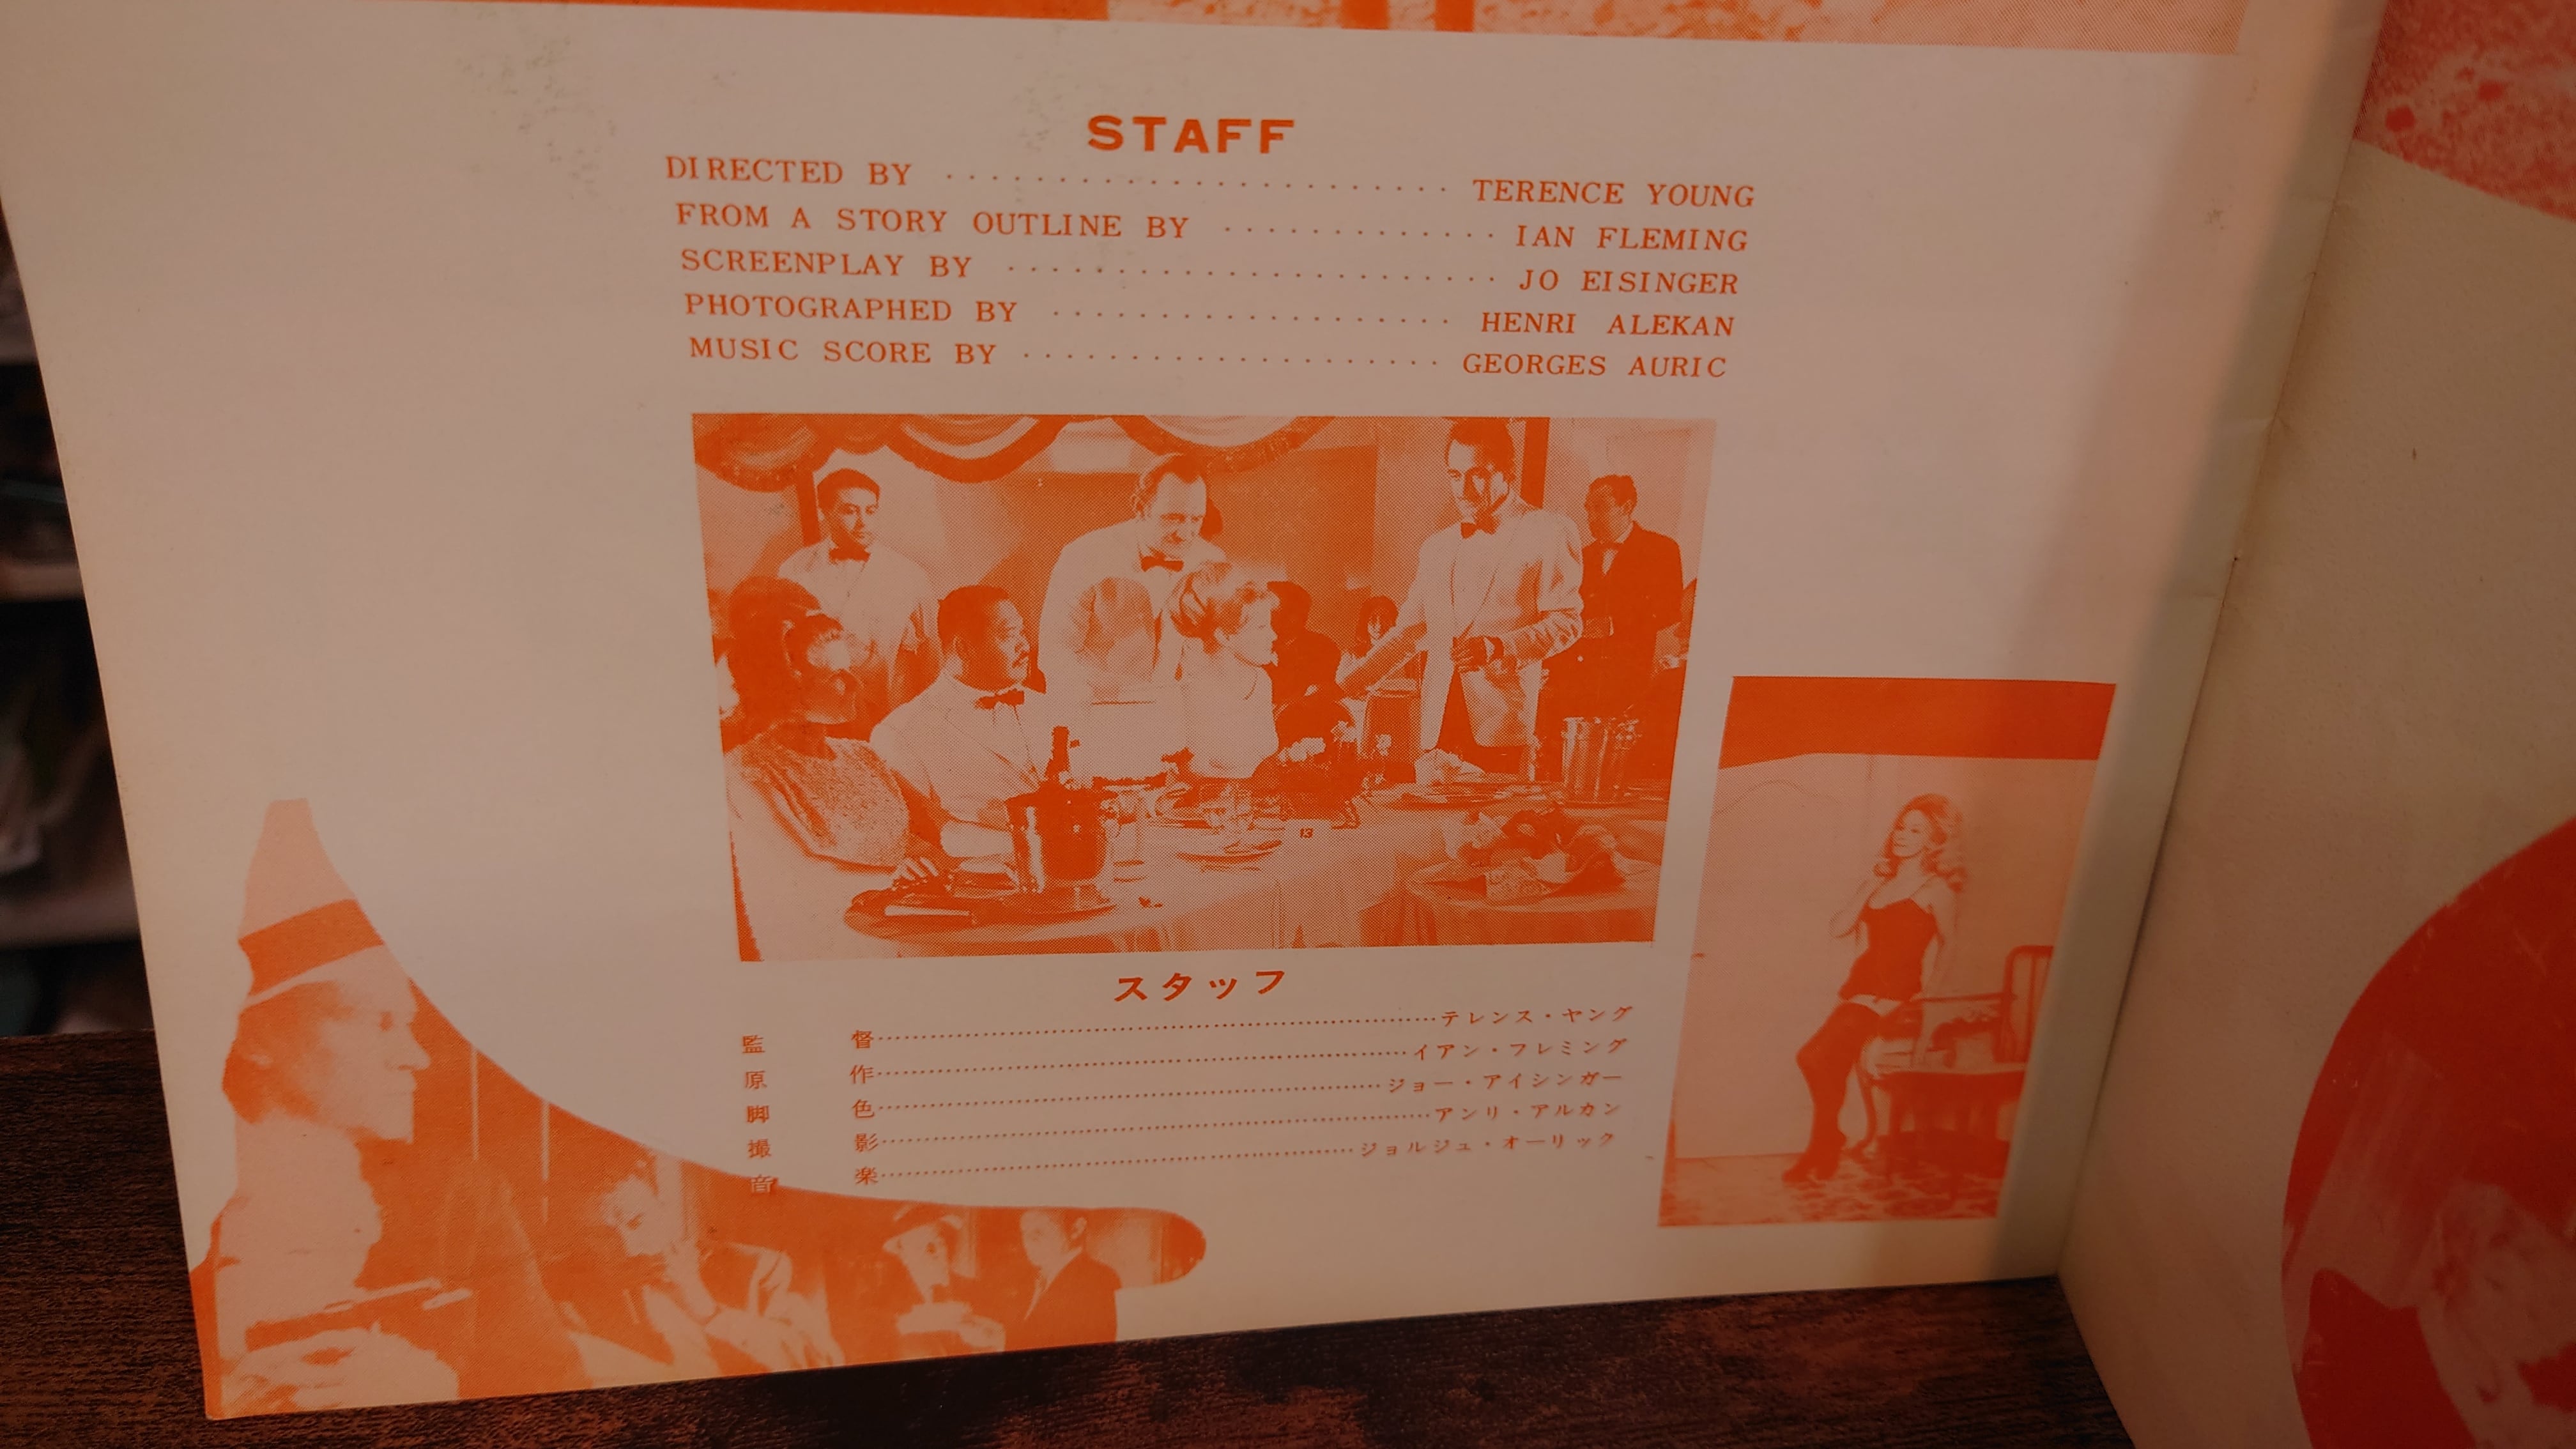 STAFF
DIRECTED BY ························ TERENCE YOUNG
FROM A STORY OUTLINE BY ············· IAN FLEMING
SCREENPLAY BY ······················· JO EISINGER
PHOTOGRAPHED BY ··················· HENRI ALEKAN
MUSIC SCORE BY ···················· GEORGES AURIC
13
スタッフ
監督························テレンス・ヤング
原作························イアン・フレミング
脚色························ジョー・アイシンガー
撮影························アンリ・アルカン
音楽························ジョルジュ・オーリック